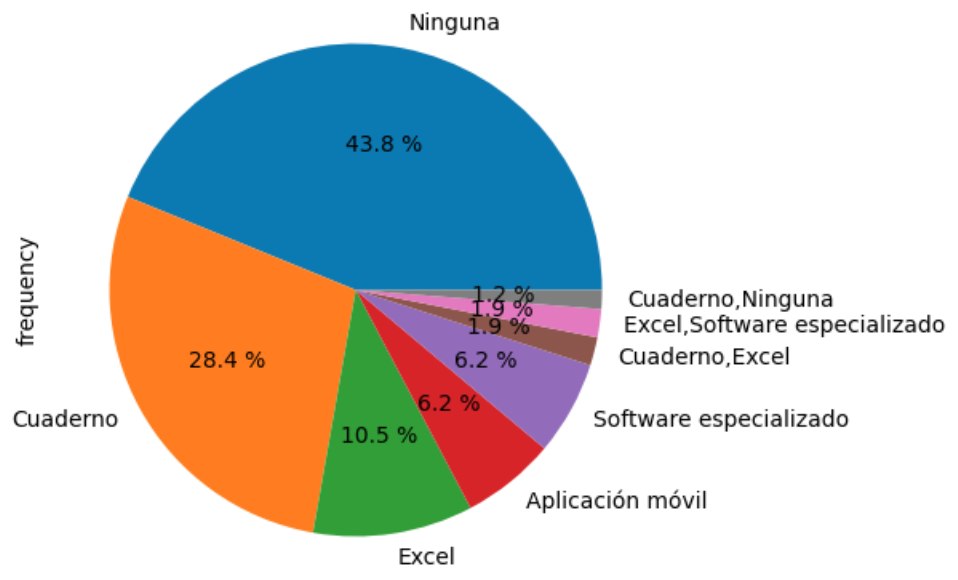 Ninguna
43.8 %
frequency
28.4 %
Cuaderno
10.5 %
Excel
6.2 %
Aplicación móvil
6.2 %
Software especializado
1.9 %
Cuaderno,Excel
1.9 %
Excel,Software especializado
1.2 %
Cuaderno,Ninguna